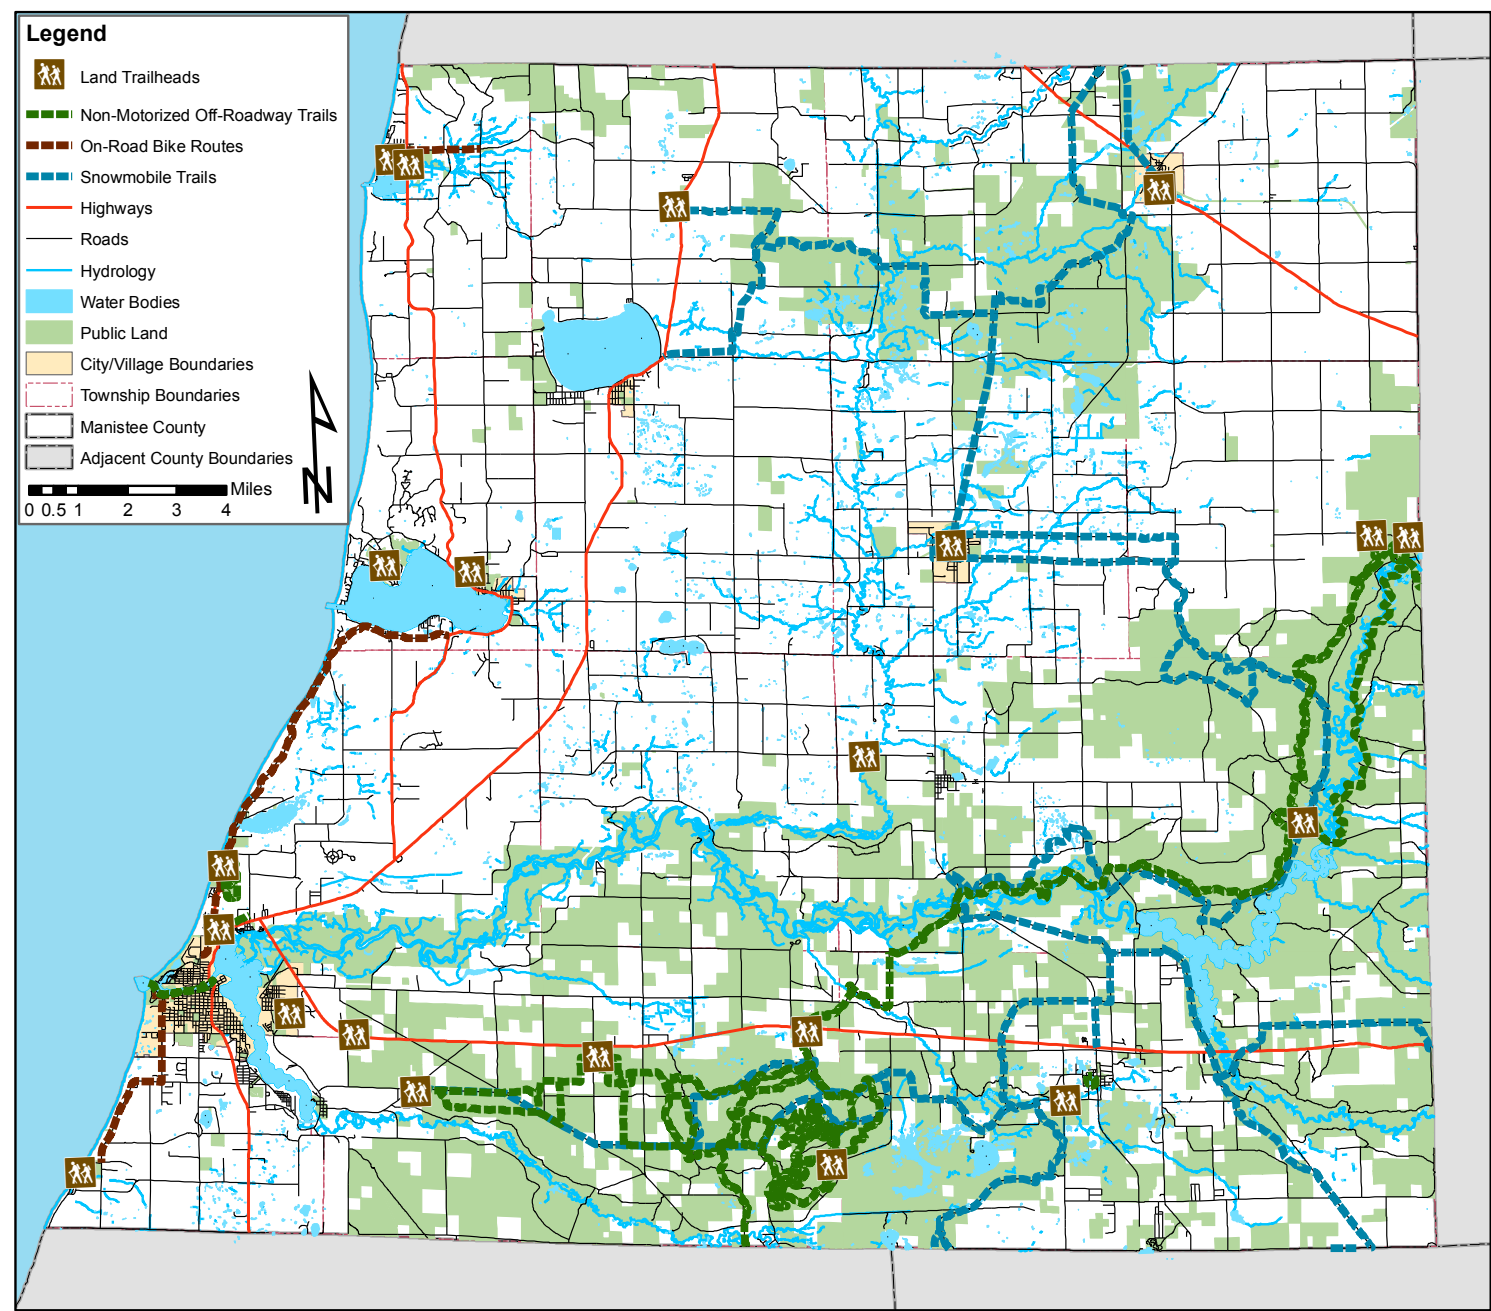 Legend
Land Trailheads
Non-Motorized Off-Roadway Trails
On-Road Bike Routes
Snowmobile Trails
Highways
Roads
Hydrology
Water Bodies
Public Land
City/Village Boundaries
Township Boundaries
Manistee County
Adjacent County Boundaries
Miles
0 0.5 1 2 3 4
N